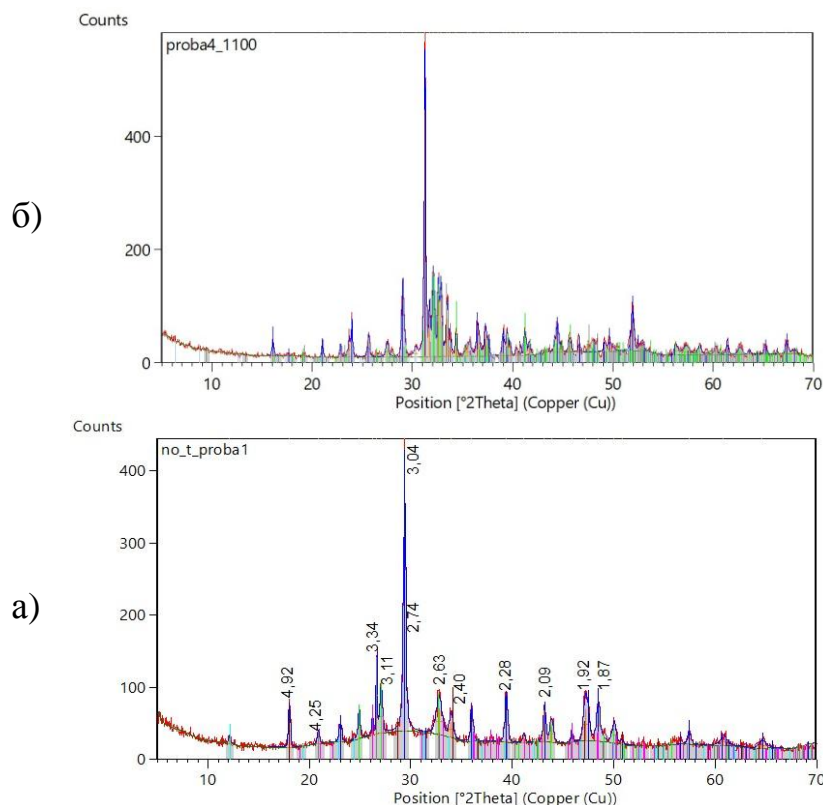 Counts
proba4_1100
400
б)
200
0
10 20 30 40 50 60 70
Position [°2Theta] (Copper (Cu))
Counts
no_t_proba1
400
3,04
300
а)
200
2,74
3,34
3,11
4,92
4,25
2,63
2,40
2,28
2,09
1,92
1,87
100
0
10 20 30 40 50 60 70
Position [°2Theta] (Copper (Cu))